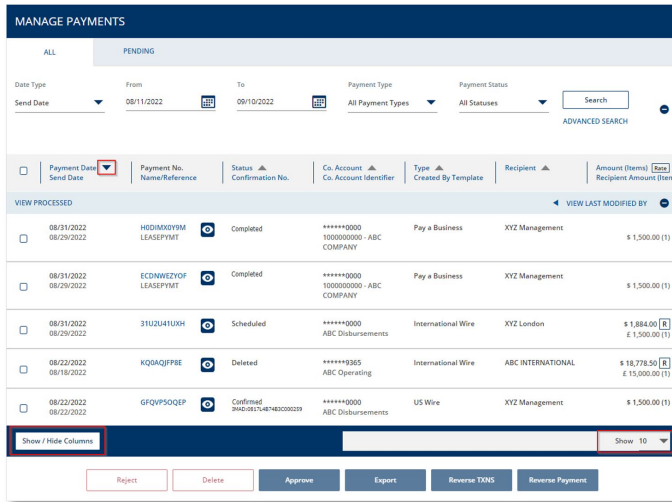 MANAGE PAYMENTS
ALL PENDING
Date Type From To Payment Type Payment Status
Send Date 08/11/2022 09/10/2022 All Payment Types All Statuses Search
ADVANCED SEARCH
Payment Date Payment No. Status Co. Account Type Recipient Amount (Items) Rate
Send Date Name/Reference Confirmation No. Co. Account Identifier Created By Template Recipient Amount (Item
VIEW PROCESSED VIEW LAST MODIFIED BY
08/31/2022 H0DIMX0Y9M Completed ******0000 Pay a Business XYZ Management
08/29/2022 LEASEPYMT 1000000000 - ABC $ 1,500.00 (1)
COMPANY
08/31/2022 ECDNWEZYOF Completed ******0000 Pay a Business XYZ Management
08/29/2022 LEASEPYMT 1000000000 - ABC $ 1,500.00 (1)
COMPANY
08/31/2022 31U2U41UXH Scheduled ******0000 International Wire XYZ London $ 1,884.00 R
08/29/2022 ABC Disbursements £ 1,500.00 (1)
08/22/2022 KQ0AQJFP8E Deleted ******9365 International Wire ABC INTERNATIONAL $ 18,778.50 R
08/18/2022 ABC Operating £ 15,000.00 (1)
08/22/2022 GFQVP5OQEP Confirmed ******0000 US Wire XYZ Management $ 1,500.00 (1)
08/22/2022 IMAD:0817L4B74B3C000259 ABC Disbursements
Show / Hide Columns Show 10
Reject Delete Approve Export Reverse TXNS Reverse Payment